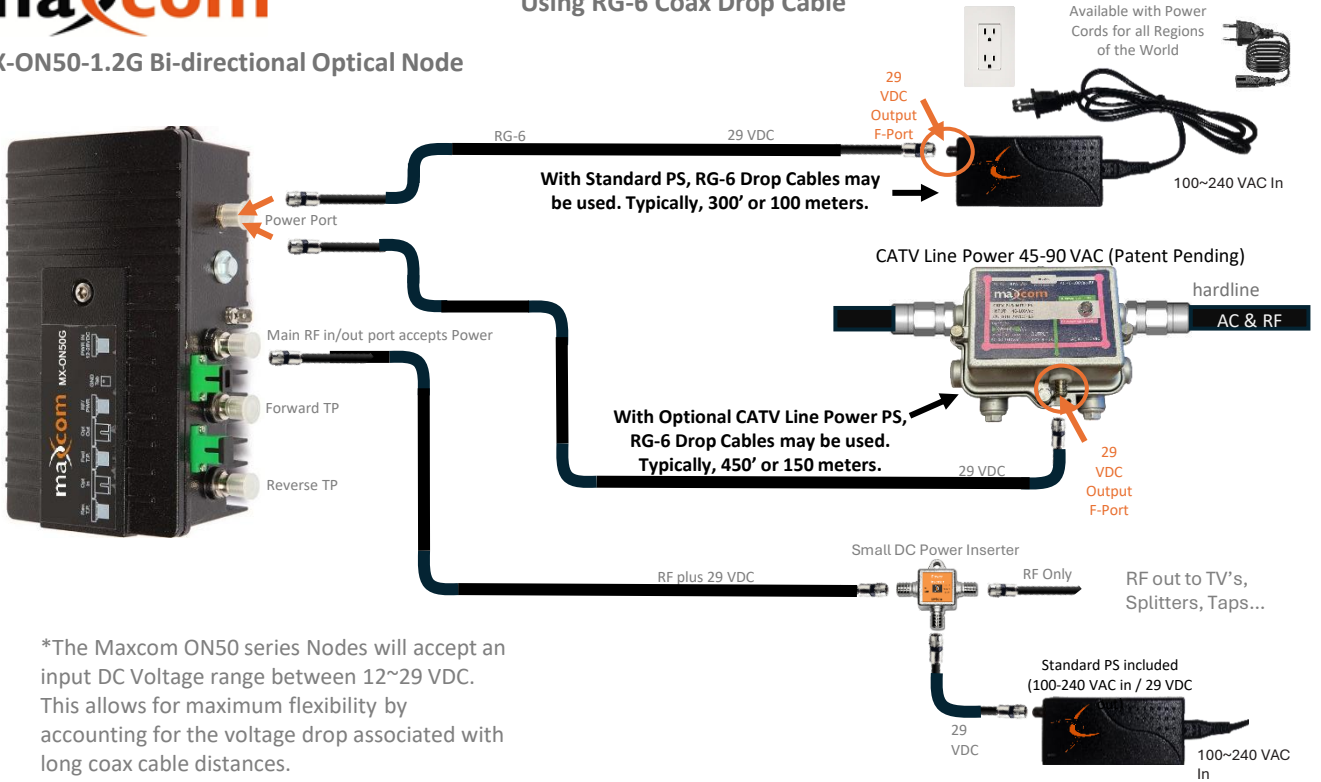 maxcom
Using RG-6 Coax Drop Cable
X-ON50-1.2G Bi-directional Optical Node
Available with Power
Cords for all Regions
of the World
29
VDC
Output
F-Port
RG-6
29 VDC
With Standard PS, RG-6 Drop Cables may
be used. Typically, 300’ or 100 meters.
100~240 VAC In
Power Port
CATV Line Power 45-90 VAC (Patent Pending)
hardline
AC & RF
maxcom
Main RF in/out port accepts Power
Forward TP
Reverse TP
maxcom MX-ON50G
With Optional CATV Line Power PS,
RG-6 Drop Cables may be used.
Typically, 450’ or 150 meters.
29 VDC
29
VDC
Output
F-Port
Small DC Power Inserter
RF plus 29 VDC
RF Only
RF out to TV's,
Splitters, Taps...
*The Maxcom ON50 series Nodes will accept an
input DC Voltage range between 12~29 VDC.
This allows for maximum flexibility by
accounting for the voltage drop associated with
long coax cable distances.
Standard PS included
(100-240 VAC in / 29 VDC
29
VDC
100~240 VAC
In